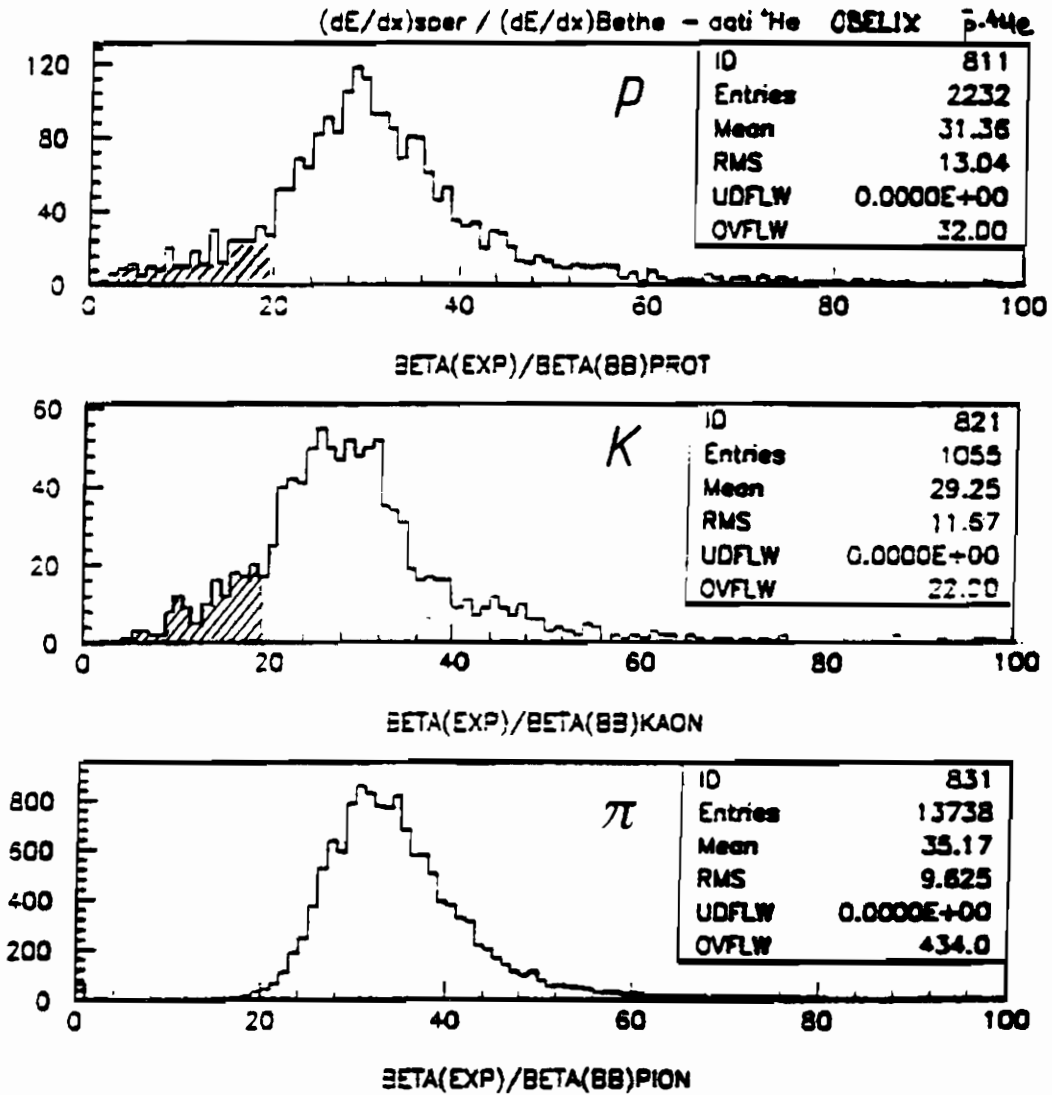 (dE/dx)sper / (dE/dx)Bethe - dati ⁴He OBELIX p̄-⁴He
120
80
40
0
0 20 40 60 80 100
p
ID 811
Entries 2232
Mean 31.36
RMS 13.04
UDFLW 0.0000E+00
OVFLW 32.00
BETA(EXP)/BETA(BB)PROT
60
40
20
0
0 20 40 60 80 100
K
ID 821
Entries 1055
Mean 29.25
RMS 11.67
UDFLW 0.0000E+00
OVFLW 22.00
BETA(EXP)/BETA(BB)KAON
800
600
400
200
0
0 20 40 60 80 100
π
ID 831
Entries 13738
Mean 35.17
RMS 9.625
UDFLW 0.0000E+00
OVFLW 434.0
BETA(EXP)/BETA(BB)PION